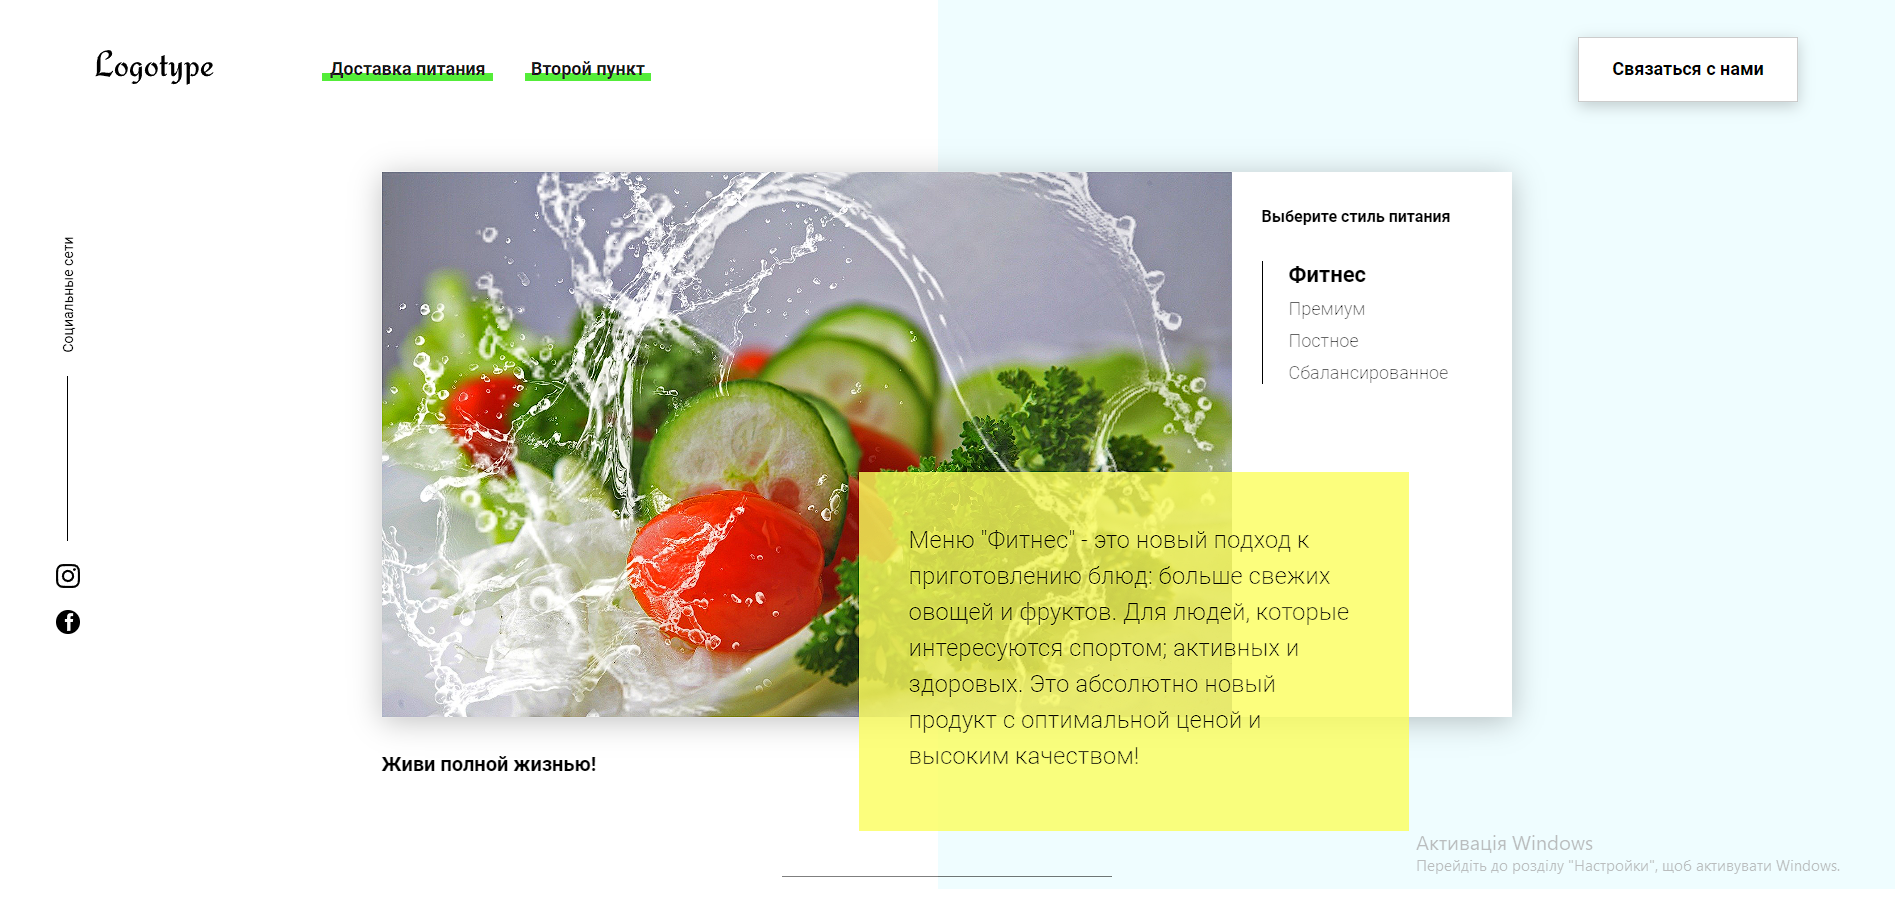 Logotype
Доставка питания
Второй пункт
Связаться с нами
Социальные сети
Выберите стиль питания
Фитнес
Премиум
Постное
Сбалансированное
Меню "Фитнес" - это новый подход к
приготовлению блюд: больше свежих
овощей и фруктов. Для людей, которые
интересуются спортом; активных и
здоровых. Это абсолютно новый
продукт с оптимальной ценой и
высоким качеством!
Живи полной жизнью!
Активація Windows
Перейдіть до розділу "Настройки", щоб активувати Windows.